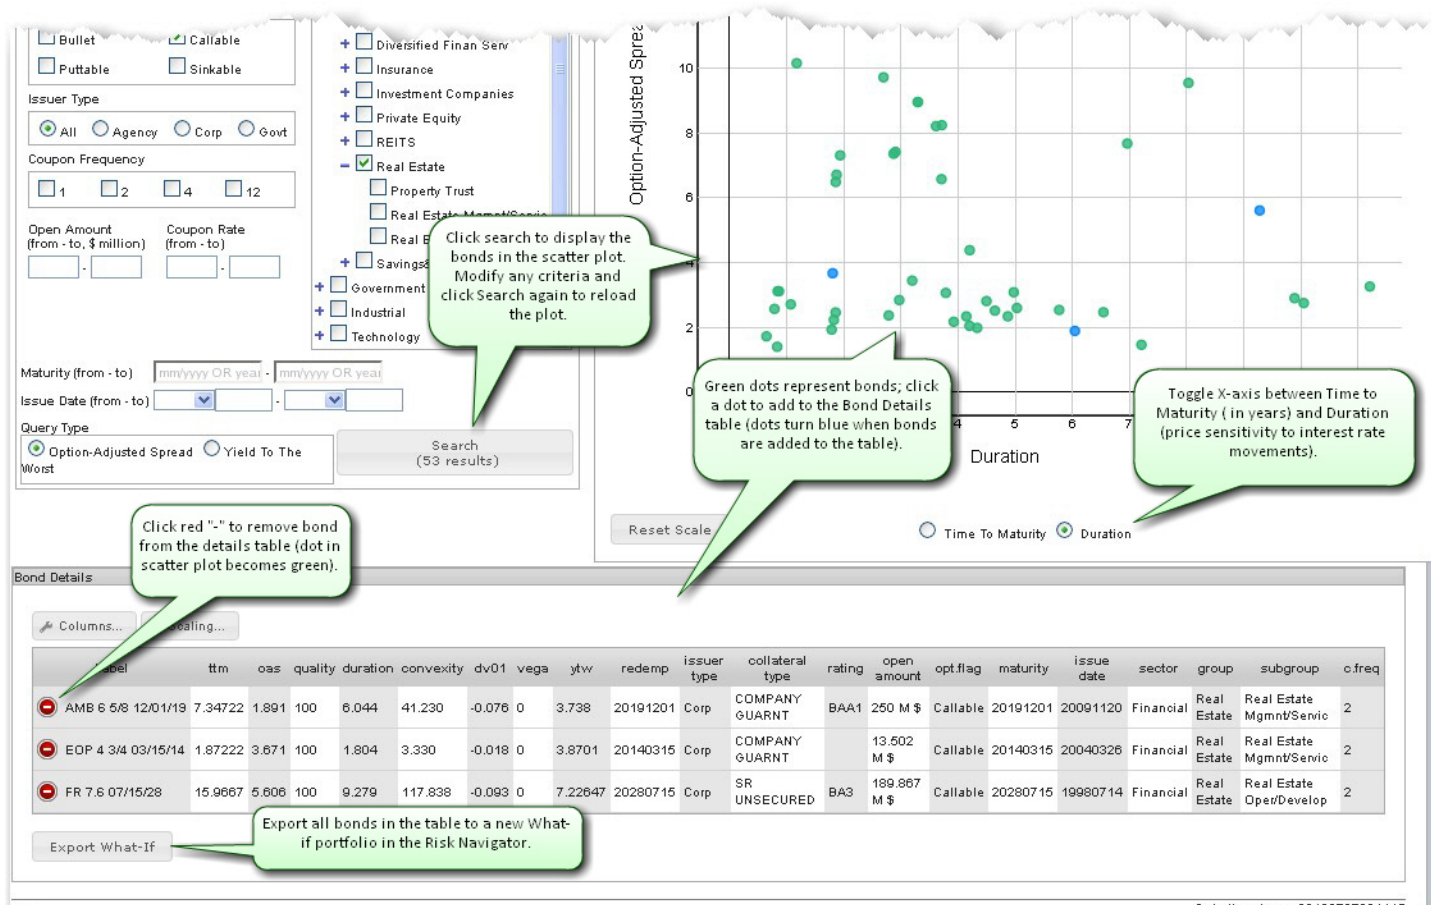 Bullet
Callable
Puttable
Sinkable
Issuer Type
All
Agency
Corp
Govt
Coupon Frequency
1
2
4
12
Open Amount
(from - to, $ million)
Coupon Rate
(from - to)
-
-
+ Diversified Finan Serv
+ Insurance
+ Investment Companies
+ Private Equity
+ REITS
− Real Estate
Property Trust
Real Estate Mgmnt/Servic
Real E
+ Savings&
+ Government
+ Industrial
+ Technology
Click search to display the
bonds in the scatter plot.
Modify any criteria and
click Search again to reload
the plot.
Maturity (from - to)
mm/yyyy OR year - mm/yyyy OR year
Issue Date (from - to)
-
Query Type
Option-Adjusted Spread
Yield To The
Worst
Search
(53 results)
Option-Adjusted Sprea
10
8
6
4
2
0
4
5
6
7
Duration
Green dots represent bonds; click
a dot to add to the Bond Details
table (dots turn blue when bonds
are added to the table).
Toggle X-axis between Time to
Maturity ( in years) and Duration
(price sensitivity to interest rate
movements).
Reset Scale
Time To Maturity
Duration
Click red "-" to remove bond
from the details table (dot in
scatter plot becomes green).
Bond Details
Columns...
aling...
bel ttm oas quality duration convexity dv01 vega ytw redemp issuer type collateral type rating open amount opt.flag maturity issue date sector group subgroup c.freq
AMB 6 5/8 12/01/19 7.34722 1.891 100 6.044 41.230 -0.076 0 3.738 20191201 Corp COMPANY GUARNT BAA1 250 M $ Callable 20191201 20091120 Financial Real Estate Real Estate Mgmnt/Servic 2
EOP 4 3/4 03/15/14 1.87222 3.671 100 1.804 3.330 -0.018 0 3.8701 20140315 Corp COMPANY GUARNT 13.502 M $ Callable 20140315 20040326 Financial Real Estate Real Estate Mgmnt/Servic 2
FR 7.6 07/15/28 15.9667 5.606 100 9.279 117.838 -0.093 0 7.22647 20280715 Corp SR UNSECURED BA3 189.867 M $ Callable 20280715 19980714 Financial Real Estate Real Estate Oper/Develop 2
Export What-If
Export all bonds in the table to a new What-
if portfolio in the Risk Navigator.